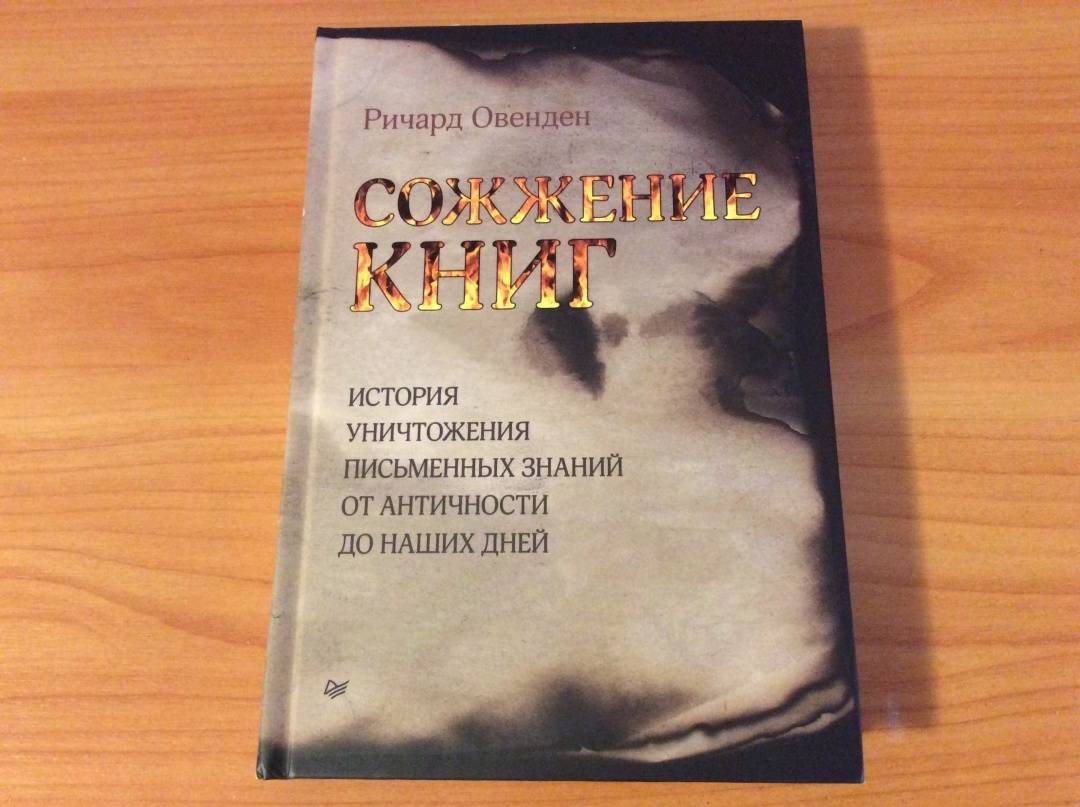 Ричард Овенден
СОЖЖЕНИЕ
КНИГ
ИСТОРИЯ
УНИЧТОЖЕНИЯ
ПИСЬМЕННЫХ ЗНАНИЙ
ОТ АНТИЧНОСТИ
ДО НАШИХ ДНЕЙ